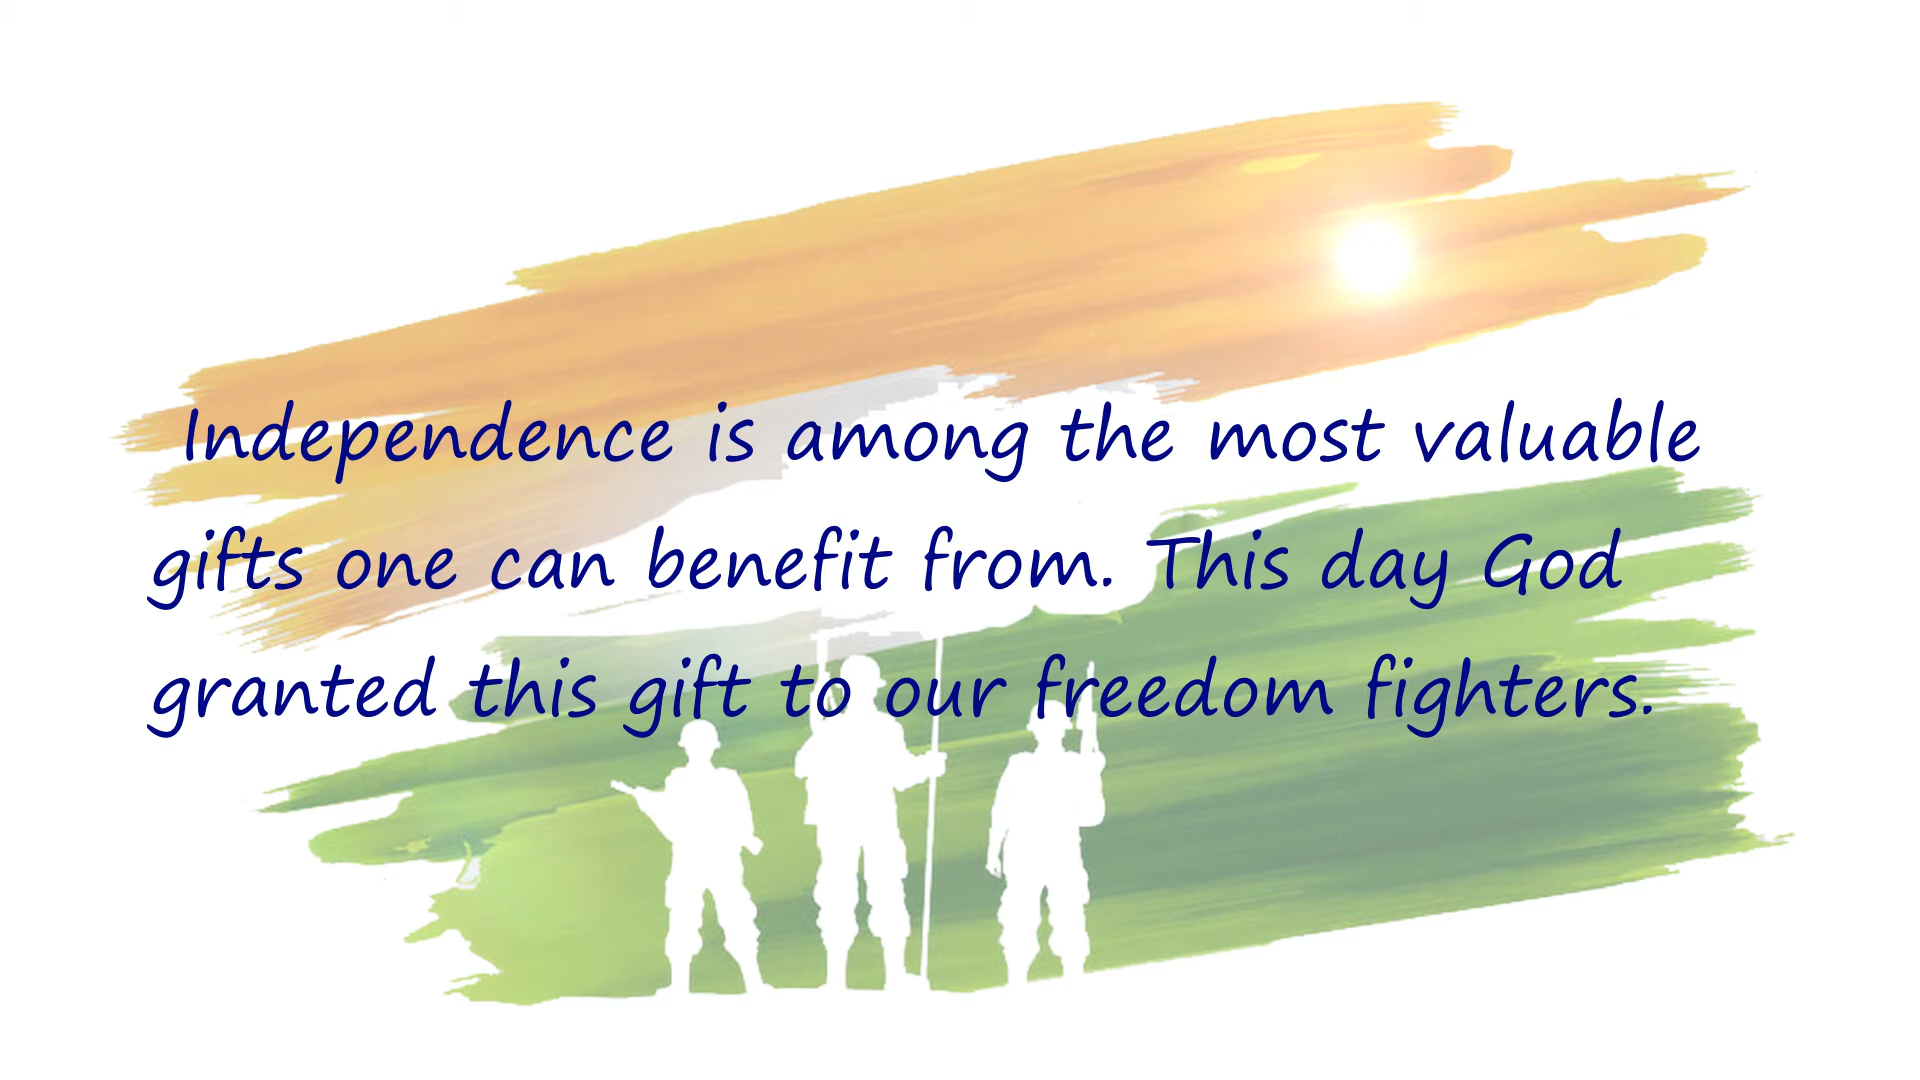 Independence is among the most valuable
gifts one can benefit from. This day God
granted this gift to our freedom fighters.